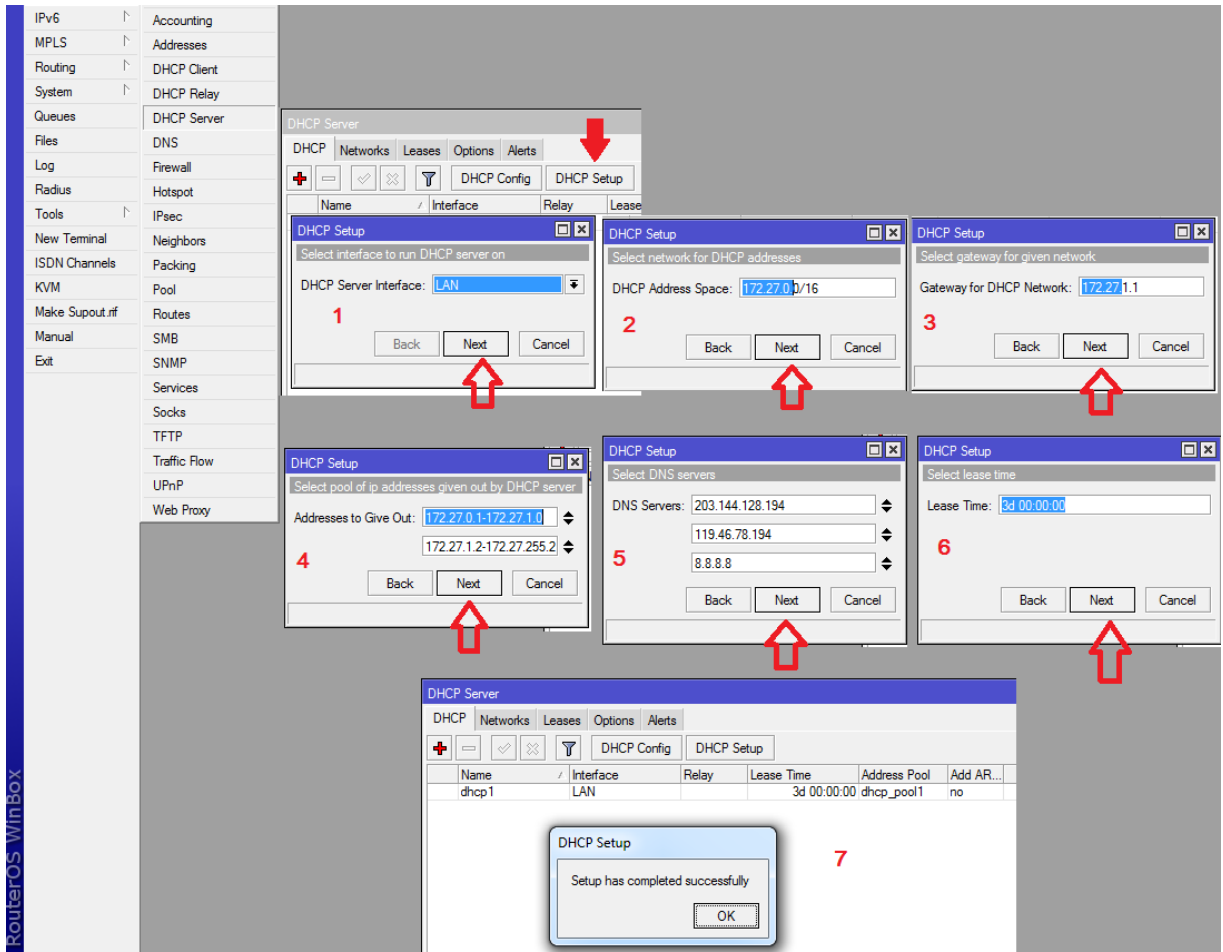 IPv6
MPLS
Routing
System
Queues
Files
Log
Radius
Tools
New Terminal
ISDN Channels
KVM
Make Supout.rif
Manual
Exit
RouterOS WinBox
Accounting
Addresses
DHCP Client
DHCP Relay
DHCP Server
DNS
Firewall
Hotspot
IPsec
Neighbors
Packing
Pool
Routes
SMB
SNMP
Services
Socks
TFTP
Traffic Flow
UPnP
Web Proxy
DHCP Server
DHCP Networks Leases Options Alerts
DHCP Config DHCP Setup
Name / Interface Relay Lease
DHCP Setup
Select interface to run DHCP server on
DHCP Server Interface: LAN
1
Back Next Cancel
DHCP Setup
Select network for DHCP addresses
DHCP Address Space: 172.27.0.0/16
2
Back Next Cancel
DHCP Setup
Select gateway for given network
Gateway for DHCP Network: 172.27.1.1
3
Back Next Cancel
DHCP Setup
Select pool of ip addresses given out by DHCP server
Addresses to Give Out: 172.27.0.1-172.27.1.0
172.27.1.2-172.27.255.2
4
Back Next Cancel
DHCP Setup
Select DNS servers
DNS Servers: 203.144.128.194
119.46.78.194
5
8.8.8.8
Back Next Cancel
DHCP Setup
Select lease time
Lease Time: 3d 00:00:00
6
Back Next Cancel
DHCP Server
DHCP Networks Leases Options Alerts
DHCP Config DHCP Setup
Name / Interface Relay Lease Time Address Pool Add AR...
dhcp1 LAN 3d 00:00:00 dhcp_pool1 no
DHCP Setup
7
Setup has completed successfully
OK